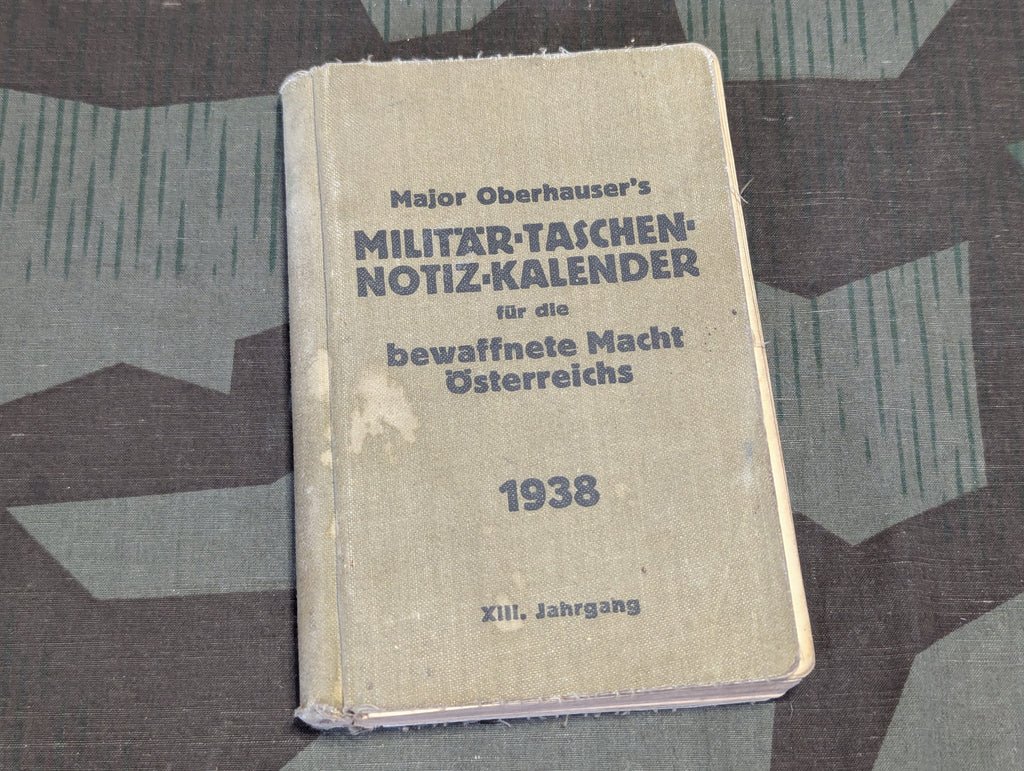 Major Oberhauser's
MILITÄR-TASCHEN-
NOTIZ-KALENDER
für die
bewaffnete Macht
Österreichs
1938
XIII. Jahrgang